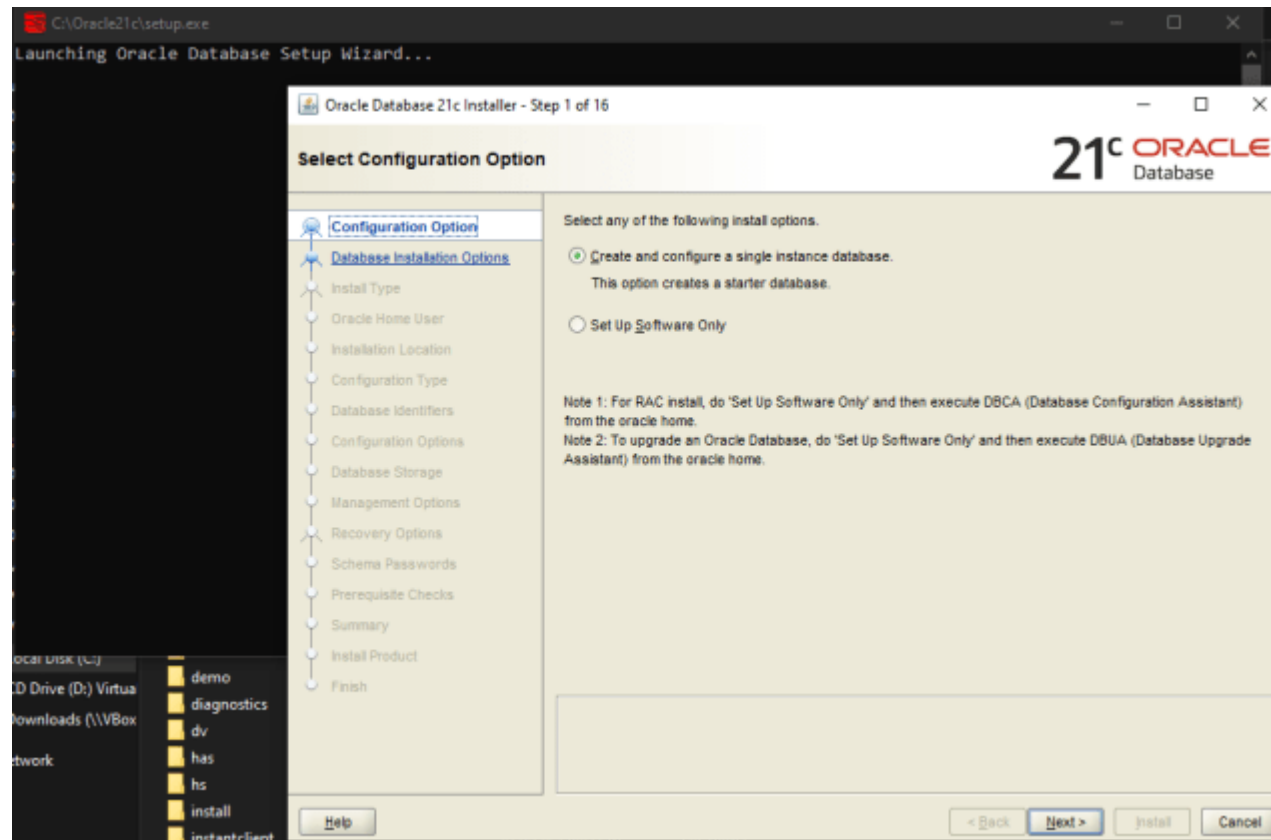 C:\Oracle21c\setup.exe
Launching Oracle Database Setup Wizard...
Oracle Database 21c Installer - Step 1 of 16
Select Configuration Option
21c ORACLE
Database
Configuration Option
Database Installation Options
Install Type
Oracle Home User
Installation Location
Configuration Type
Database Identifiers
Configuration Options
Database Storage
Management Options
Recovery Options
Schema Passwords
Prerequisite Checks
Summary
Install Product
Finish
Select any of the following install options.
Create and configure a single instance database.
This option creates a starter database.
Set Up Software Only
Note 1: For RAC install, do 'Set Up Software Only' and then execute DBCA (Database Configuration Assistant)
from the oracle home.
Note 2: To upgrade an Oracle Database, do 'Set Up Software Only' and then execute DBUA (Database Upgrade
Assistant) from the oracle home.
Help
< Back
Next >
Install
Cancel
ocal Disk (C:)
CD Drive (D:) Virtua
Downloads (\\VBox
etwork
demo
diagnostics
dv
has
hs
install
instantclient